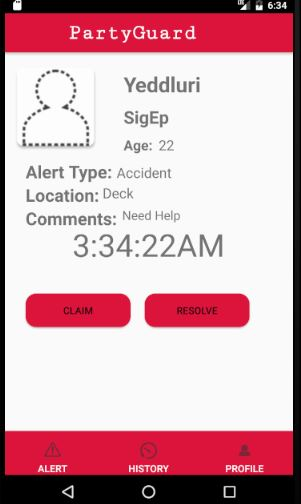 6:34
PartyGuard
Yeddluri
SigEp
Age: 22
Alert Type: Accident
Location: Deck
Comments: Need Help
3:34:22AM
CLAIM RESOLVE
ALERT HISTORY PROFILE